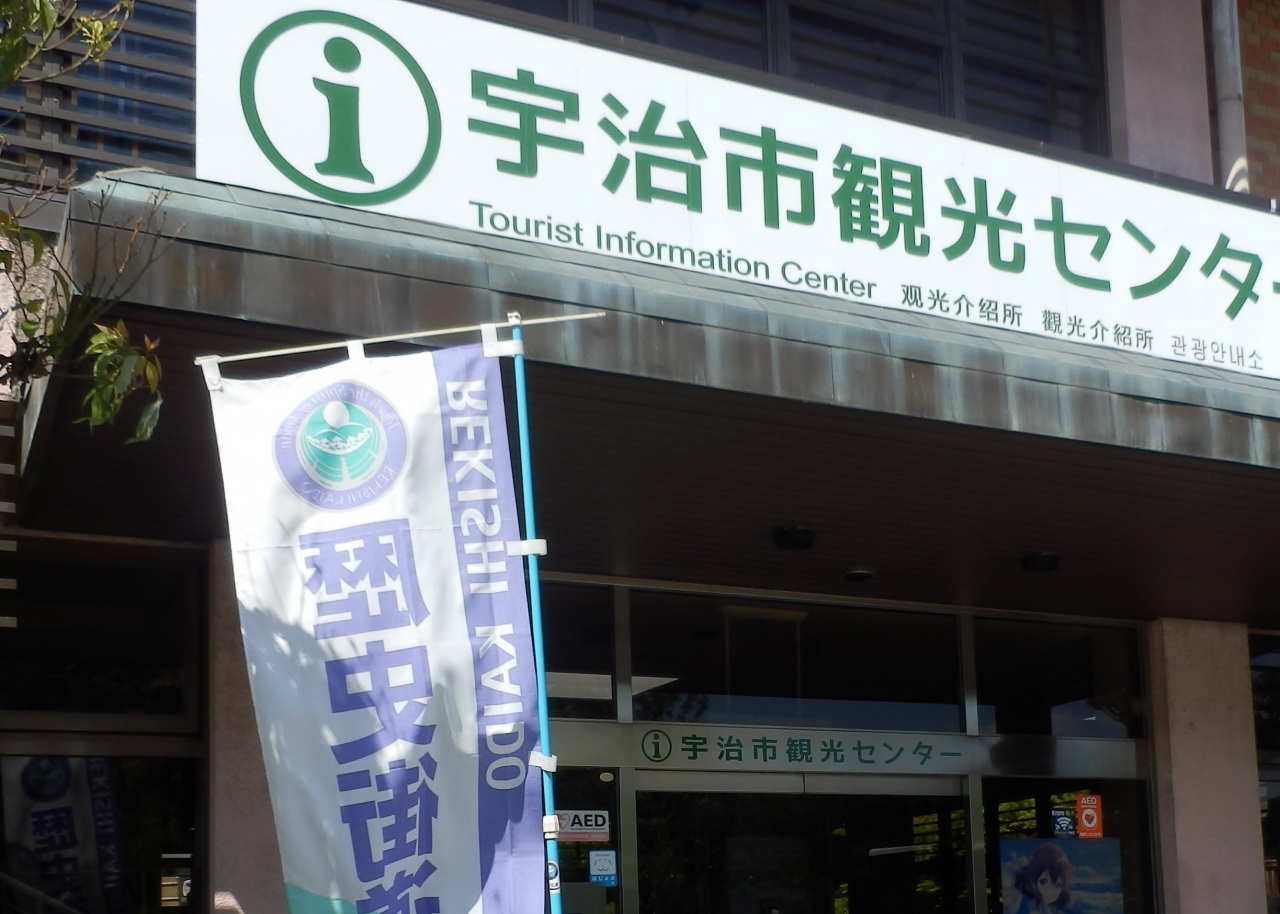 i 宇治市観光センター
Tourist Information Center 观光介绍所 觀光介紹所 관광안내소
REKISHI KAIDO
歴史街道
i 宇治市観光センター
AED
AED